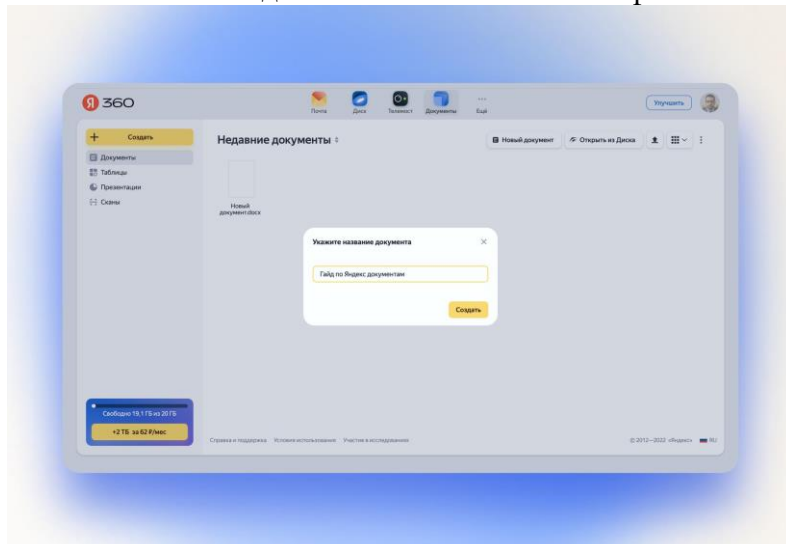 Я 360
Почта
Диск
Телемост
Документы
Ещё
Улучшить
Создать
Документы
Таблицы
Презентации
Сканы
Недавние документы
Новый документ
Открыть из Диска
Новый
документ.docx
Укажите название документа
Гайд по Яндекс документам
Создать
Свободно 19,1 ГБ из 20 ГБ
+2 ТБ за 62 ₽/мес
Справка и поддержка Условия использования Участие в исследованиях
© 2012—2022 «Яндекс» RU